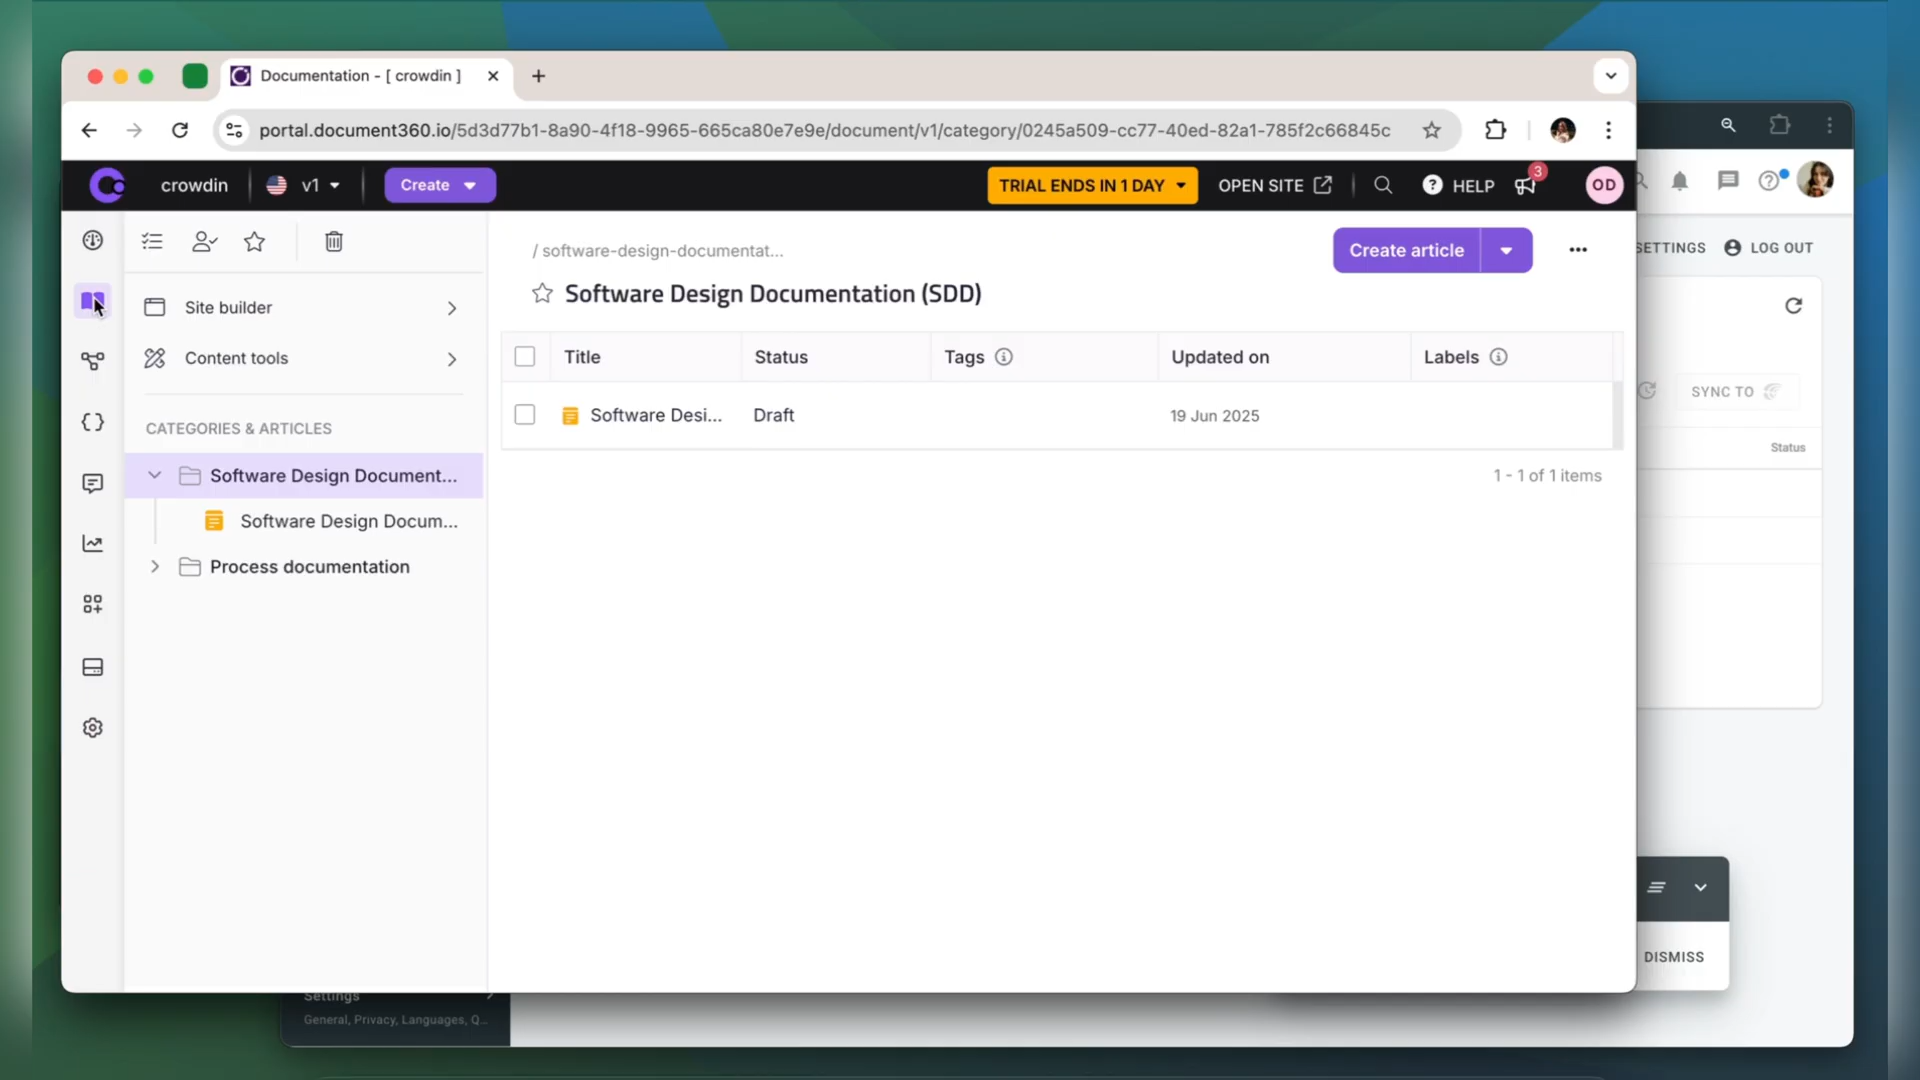 Documentation - [ crowdin ]
portal.document360.io/5d3d77b1-8a90-4f18-9965-665ca80e7e9e/document/v1/category/0245a509-cc77-40ed-82a1-785f2c66845c
crowdin
v1
Create
TRIAL ENDS IN 1 DAY
OPEN SITE
HELP
3
OD
SETTINGS
LOG OUT
/ software-design-documentat...
Create article
Software Design Documentation (SDD)
Site builder
Content tools
CATEGORIES & ARTICLES
Software Design Document...
Software Design Docum...
Process documentation
Title
Status
Tags
Updated on
Labels
Software Desi...
Draft
19 Jun 2025
1 - 1 of 1 items
SYNC TO
Status
DISMISS
Settings
General, Privacy, Languages, Q...